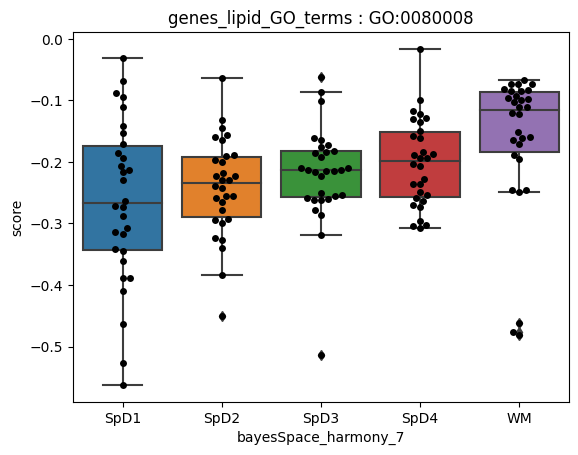 genes_lipid_GO_terms : GO:0080008
0.0
−0.1
−0.2
−0.3
−0.4
−0.5
score
SpD1 SpD2 SpD3 SpD4 WM
bayesSpace_harmony_7